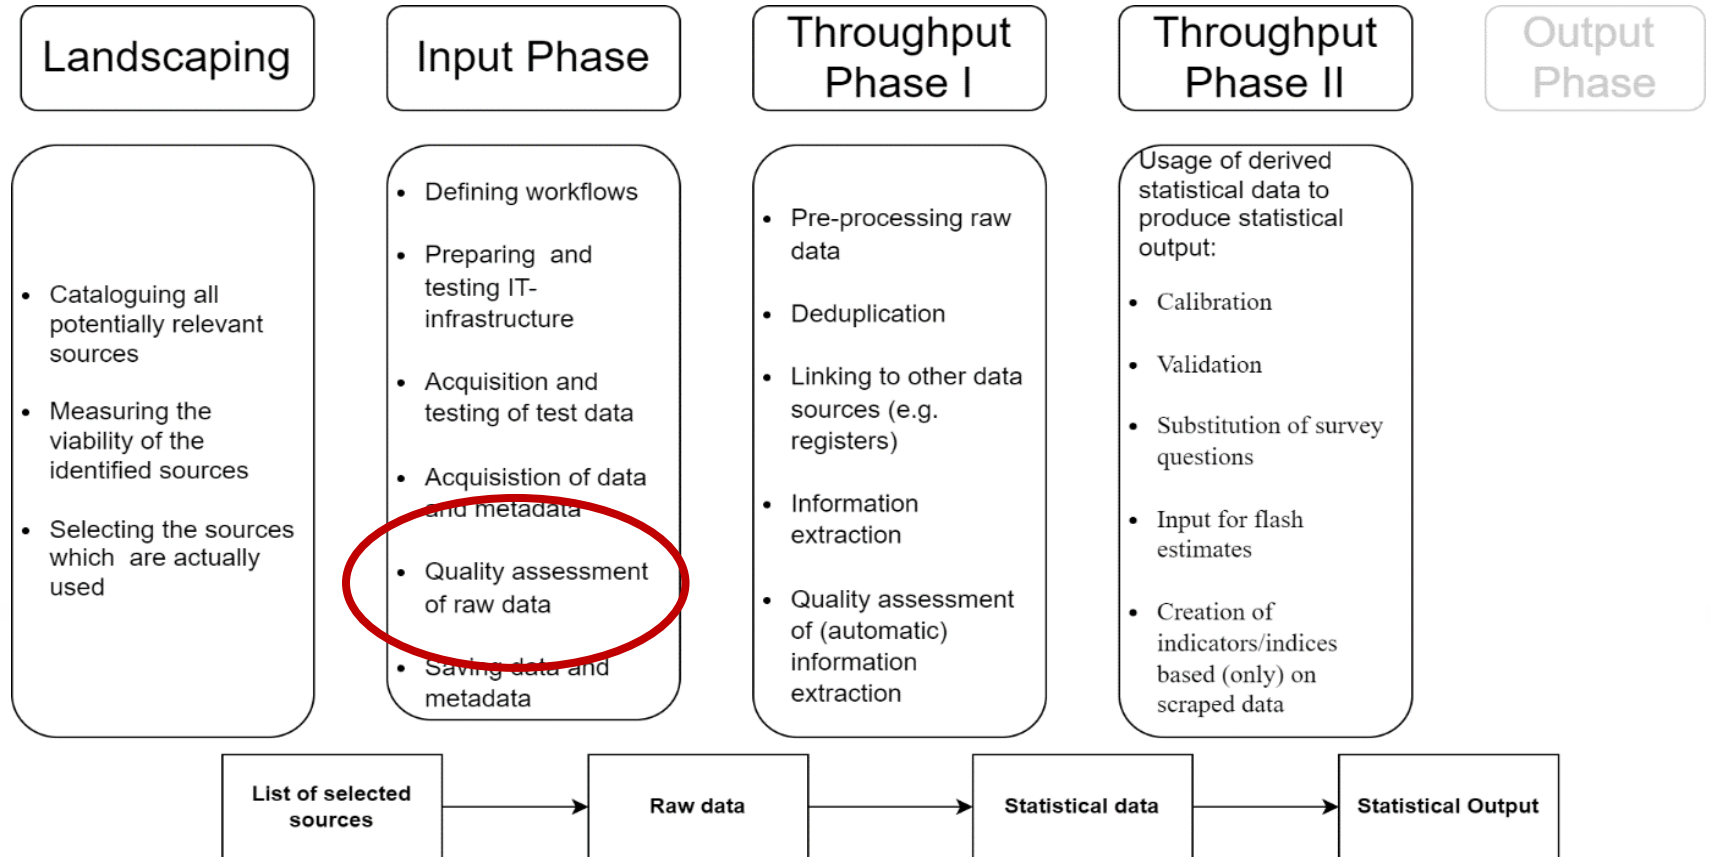 Landscaping
Input Phase
Throughput
Phase I
Throughput
Phase II
Output
Phase
• Cataloguing all
potentially relevant
sources
• Measuring the
viability of the
identified sources
• Selecting the sources
which are actually
used
• Defining workflows
• Preparing and
testing IT-
infrastructure
• Acquisition and
testing of test data
• Acquisistion of data
and metadata
• Quality assessment
of raw data
• Saving data and
metadata
• Pre-processing raw
data
• Deduplication
• Linking to other data
sources (e.g.
registers)
• Information
extraction
• Quality assessment
of (automatic)
information
extraction
Usage of derived
statistical data to
produce statistical
output:
• Calibration
• Validation
• Substitution of survey
questions
• Input for flash
estimates
• Creation of
indicators/indices
based (only) on
scraped data
List of selected
sources
Raw data
Statistical data
Statistical Output